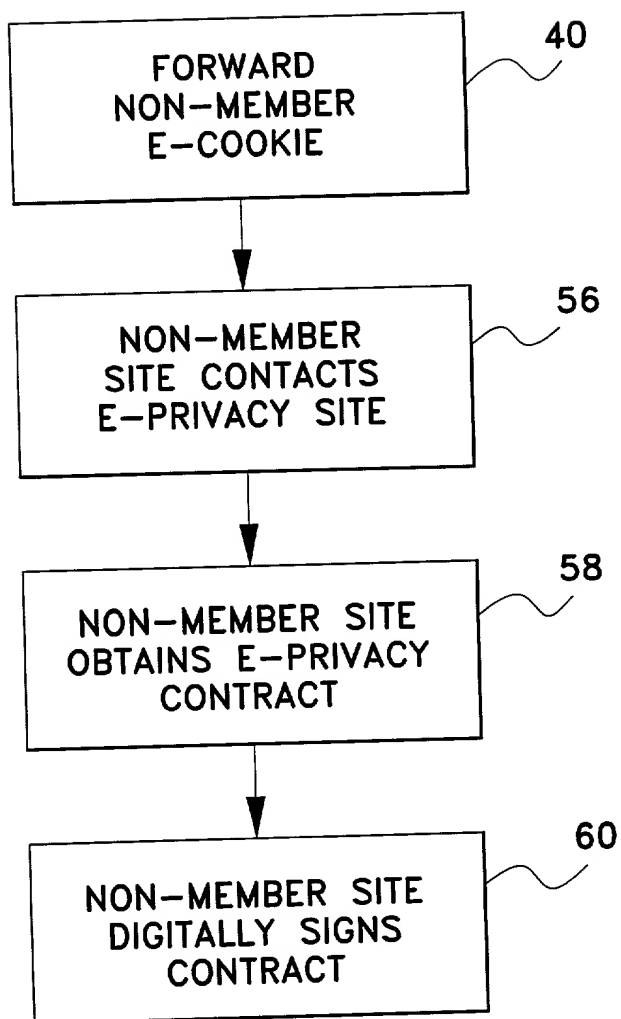 FORWARD
NON-MEMBER
E-COOKIE
40
NON-MEMBER
SITE CONTACTS
E-PRIVACY SITE
56
NON-MEMBER SITE
OBTAINS E-PRIVACY
CONTRACT
58
NON-MEMBER SITE
DIGITALLY SIGNS
CONTRACT
60